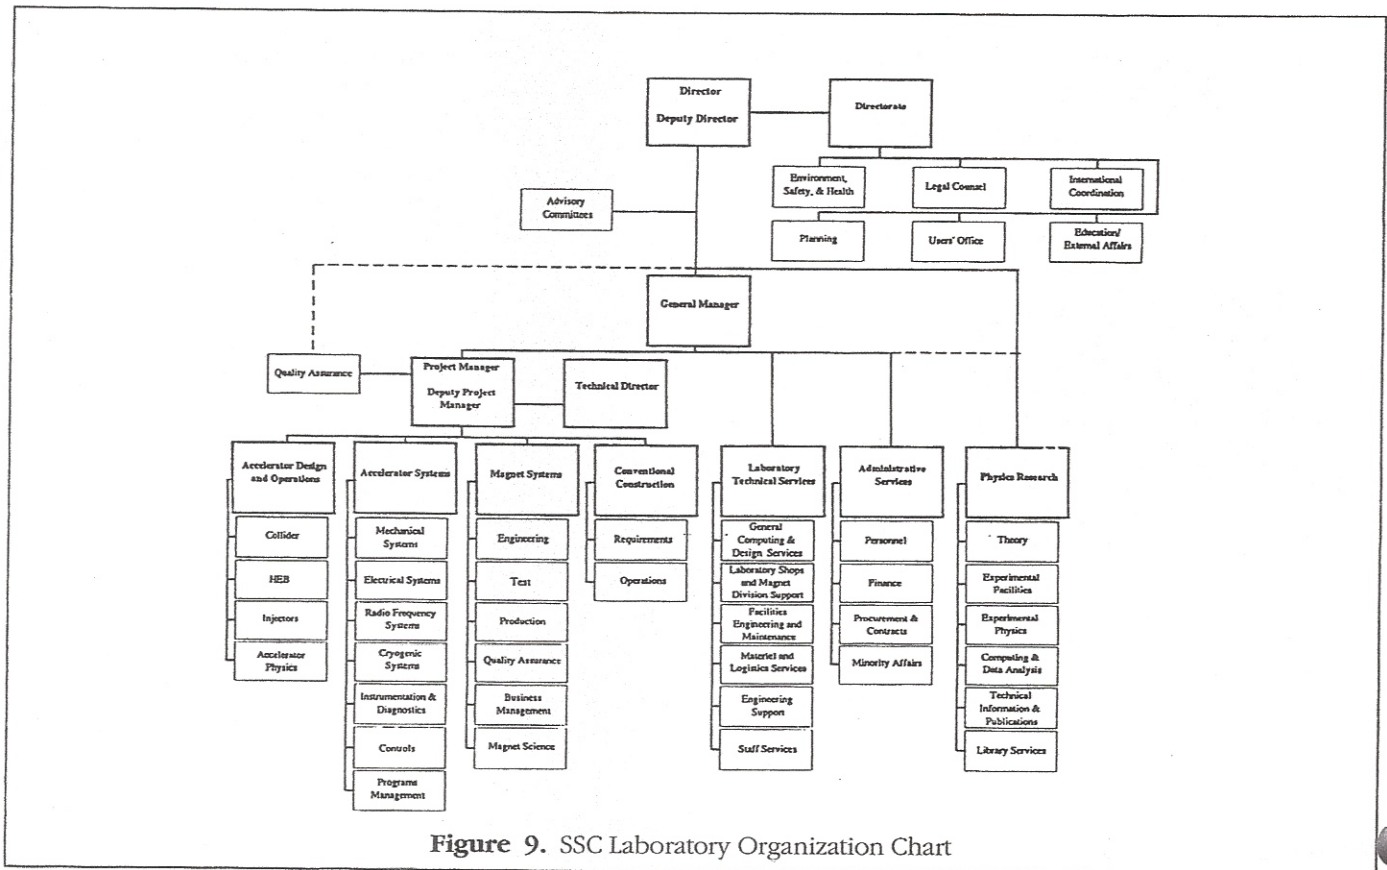 Director
Deputy Director
Directorate
Environment,
Safety, & Health
Legal Counsel
International
Coordination
Advisory
Committees
Planning
Users' Office
Education/
External Affairs
General Manager
Quality Assurance
Project Manager
Deputy Project
Manager
Technical Director
Accelerator Design
and Operations
Collider
HEB
Injectors
Accelerator
Physics
Accelerator Systems
Mechanical
Systems
Electrical Systems
Radio Frequency
Systems
Cryogenic
Systems
Instrumentation &
Diagnostics
Controls
Programs
Management
Magnet Systems
Engineering
Test
Production
Quality Assurance
Business
Management
Magnet Science
Conventional
Construction
Requirements
Operations
Laboratory
Technical Services
General
Computing &
Design Services
Laboratory Shops
and Magnet
Division Support
Facilities
Engineering and
Maintenance
Materiel and
Logistics Services
Engineering
Support
Staff Services
Administrative
Services
Personnel
Finance
Procurement &
Contracts
Minority Affairs
Physics Research
Theory
Experimental
Facilities
Experimental
Physics
Computing &
Data Analysis
Technical
Information &
Publications
Library Services
Figure 9. SSC Laboratory Organization Chart